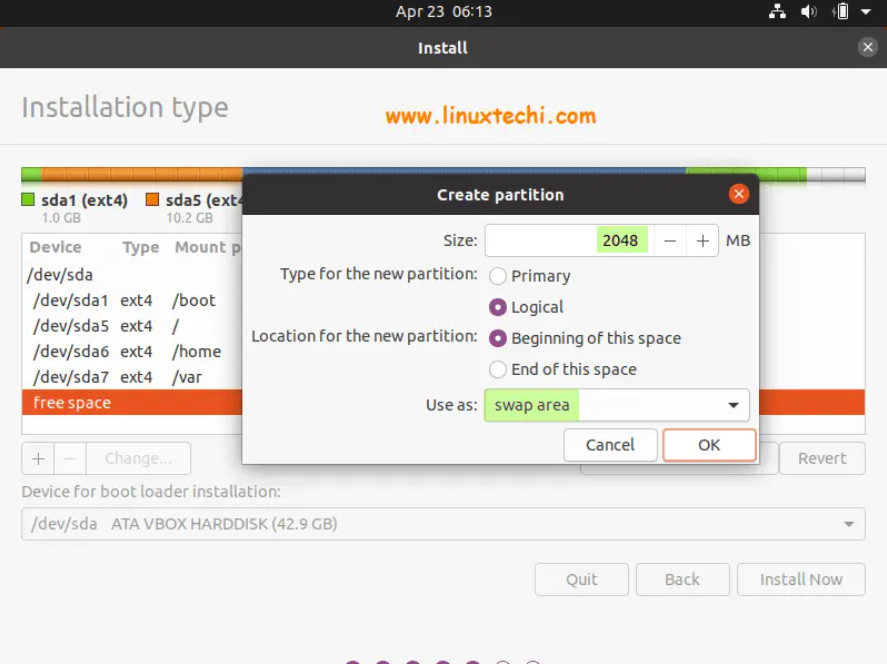 Apr 23 06:13
Install
Installation type
www.linuxtechi.com
sda1 (ext4) sda5 (ext4
1.0 GB 10.2 GB
Create partition
Size: 2048 — + MB
Type for the new partition: Primary
Logical
Location for the new partition: Beginning of this space
End of this space
Use as: swap area
Cancel OK
Device Type Mount p
/dev/sda
/dev/sda1 ext4 /boot
/dev/sda5 ext4 /
/dev/sda6 ext4 /home
/dev/sda7 ext4 /var
free space
+ — Change... Revert
Device for boot loader installation:
/dev/sda ATA VBOX HARDDISK (42.9 GB)
Quit Back Install Now